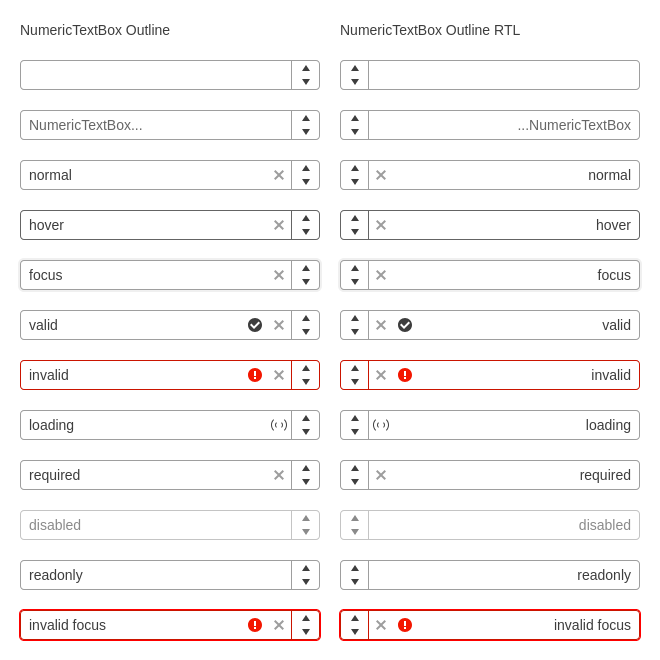 NumericTextBox Outline
NumericTextBox Outline RTL
NumericTextBox...
...NumericTextBox
normal
normal
hover
hover
focus
focus
valid
valid
invalid
invalid
loading
loading
required
required
disabled
disabled
readonly
readonly
invalid focus
invalid focus